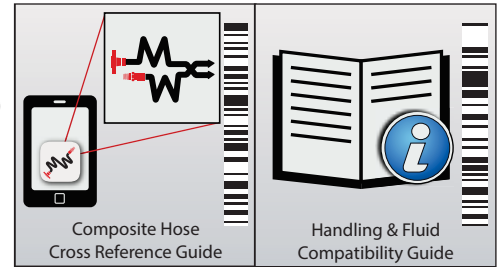 Composite Hose
Cross Reference Guide
Handling & Fluid
Compatibility Guide